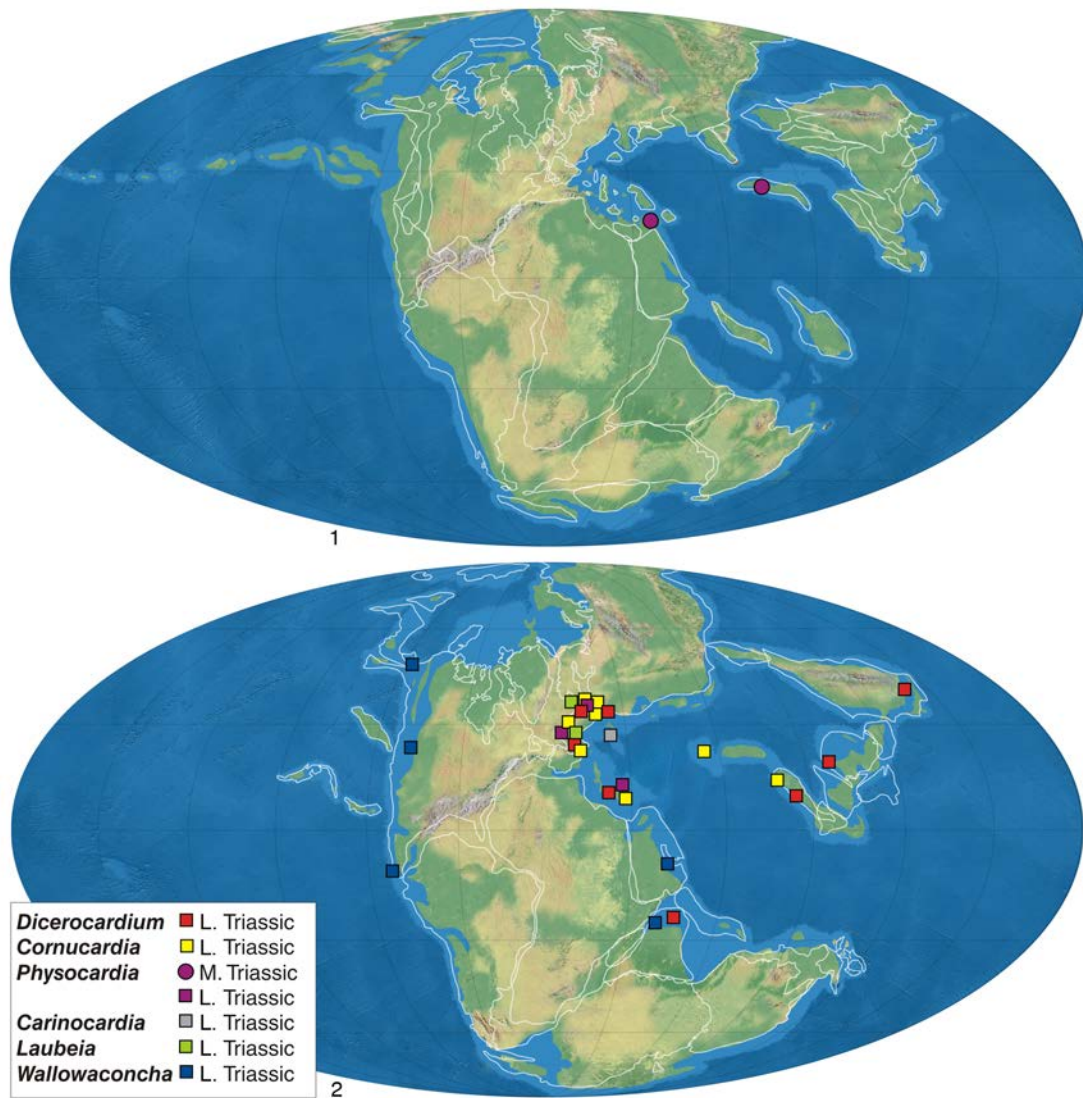 1
Dicerocardium L. Triassic
Cornucardia L. Triassic
Physocardia M. Triassic
L. Triassic
Carinocardia L. Triassic
Laubeia L. Triassic
Wallowaconcha L. Triassic
2